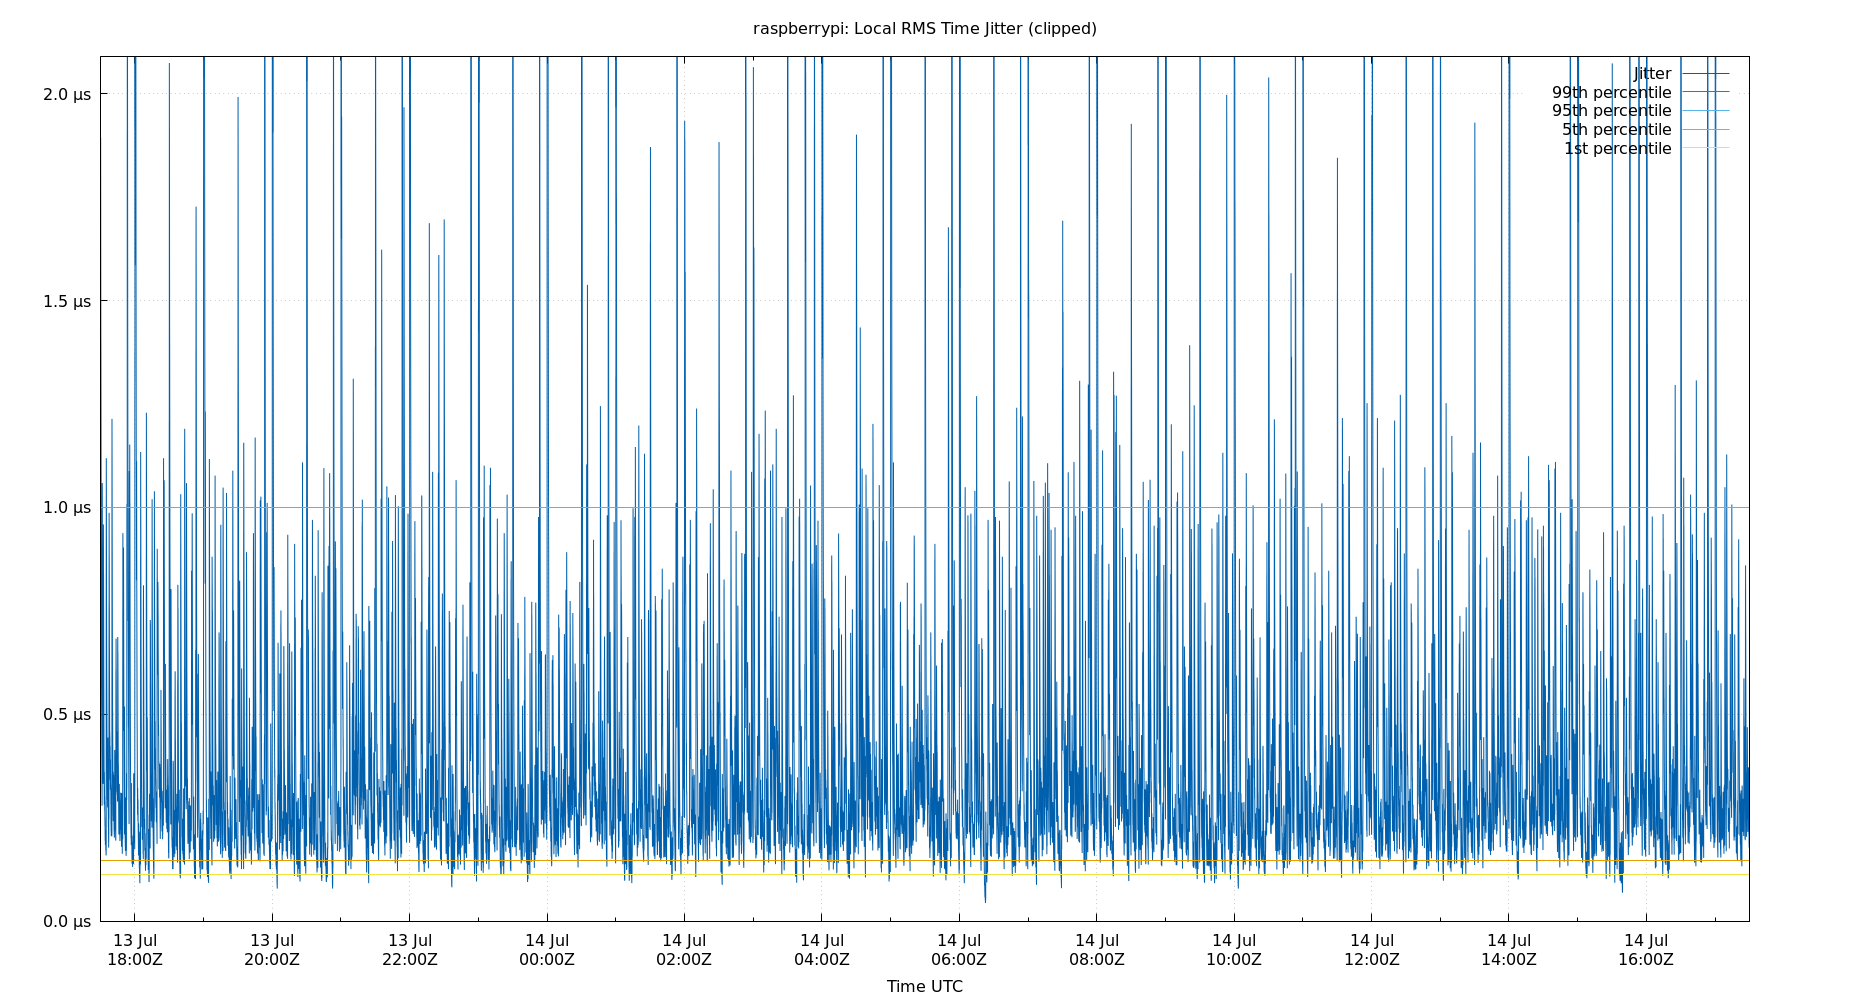 raspberrypi: Local RMS Time Jitter (clipped)
Jitter
99th percentile
95th percentile
5th percentile
1st percentile
2.0 µs
1.5 µs
1.0 µs
0.5 µs
0.0 µs
13 Jul 13 Jul 13 Jul 14 Jul 14 Jul 14 Jul 14 Jul 14 Jul 14 Jul 14 Jul 14 Jul 14 Jul
18:00Z 20:00Z 22:00Z 00:00Z 02:00Z 04:00Z 06:00Z 08:00Z 10:00Z 12:00Z 14:00Z 16:00Z
Time UTC